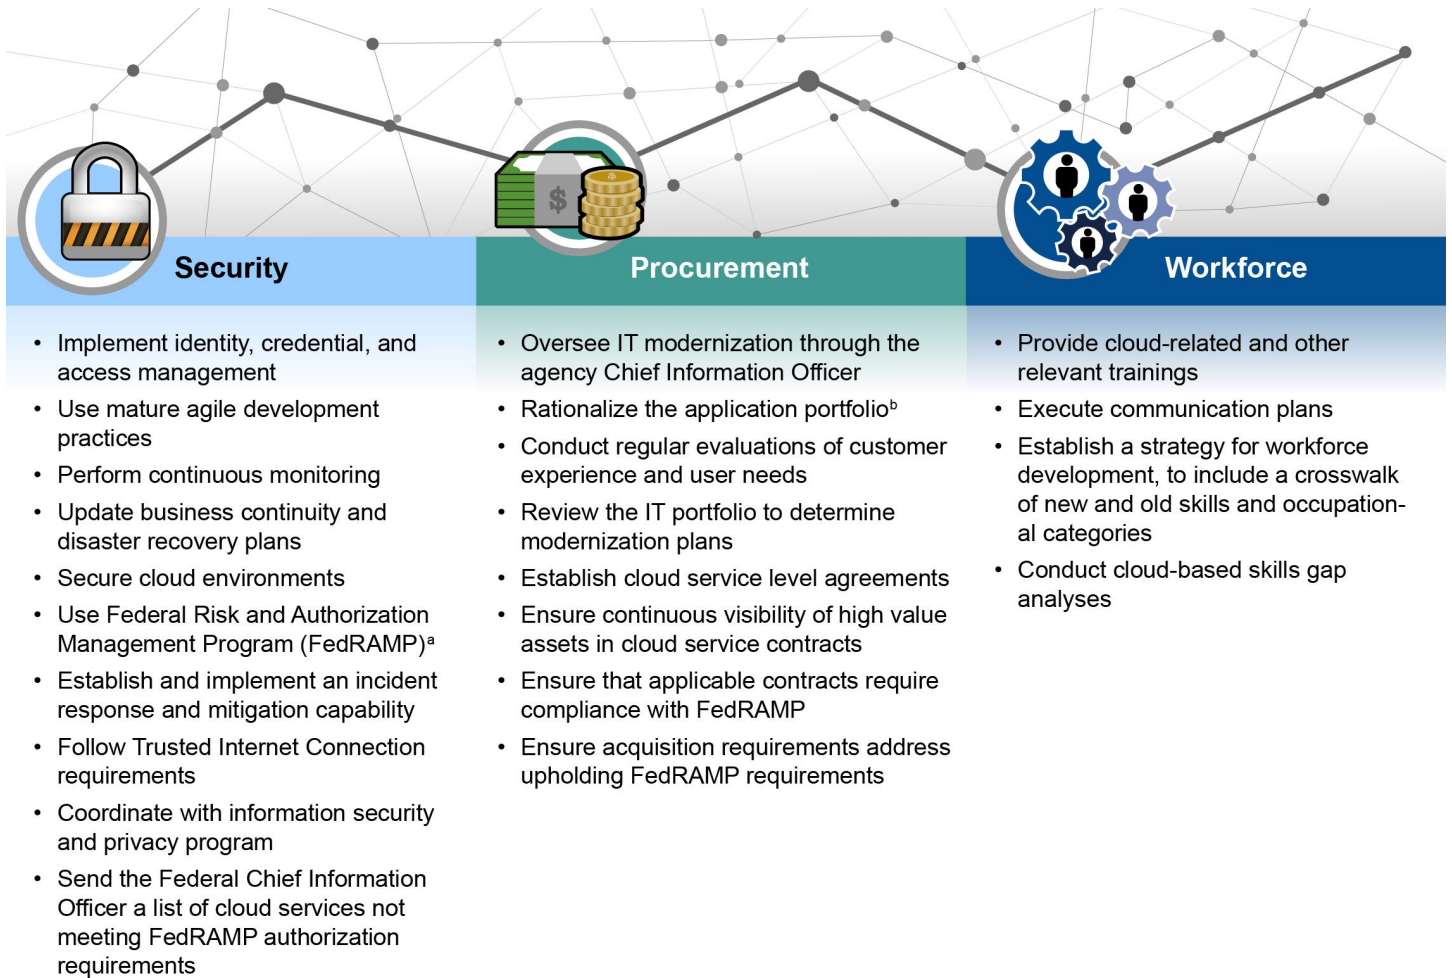 Security
• Implement identity, credential, and
access management
• Use mature agile development
practices
• Perform continuous monitoring
• Update business continuity and
disaster recovery plans
• Secure cloud environments
• Use Federal Risk and Authorization
Management Program (FedRAMP)ᵃ
• Establish and implement an incident
response and mitigation capability
• Follow Trusted Internet Connection
requirements
• Coordinate with information security
and privacy program
• Send the Federal Chief Information
Officer a list of cloud services not
meeting FedRAMP authorization
requirements
$
Procurement
• Oversee IT modernization through the
agency Chief Information Officer
• Rationalize the application portfolioᵇ
• Conduct regular evaluations of customer
experience and user needs
• Review the IT portfolio to determine
modernization plans
• Establish cloud service level agreements
• Ensure continuous visibility of high value
assets in cloud service contracts
• Ensure that applicable contracts require
compliance with FedRAMP
• Ensure acquisition requirements address
upholding FedRAMP requirements
Workforce
• Provide cloud-related and other
relevant trainings
• Execute communication plans
• Establish a strategy for workforce
development, to include a crosswalk
of new and old skills and occupation-
al categories
• Conduct cloud-based skills gap
analyses